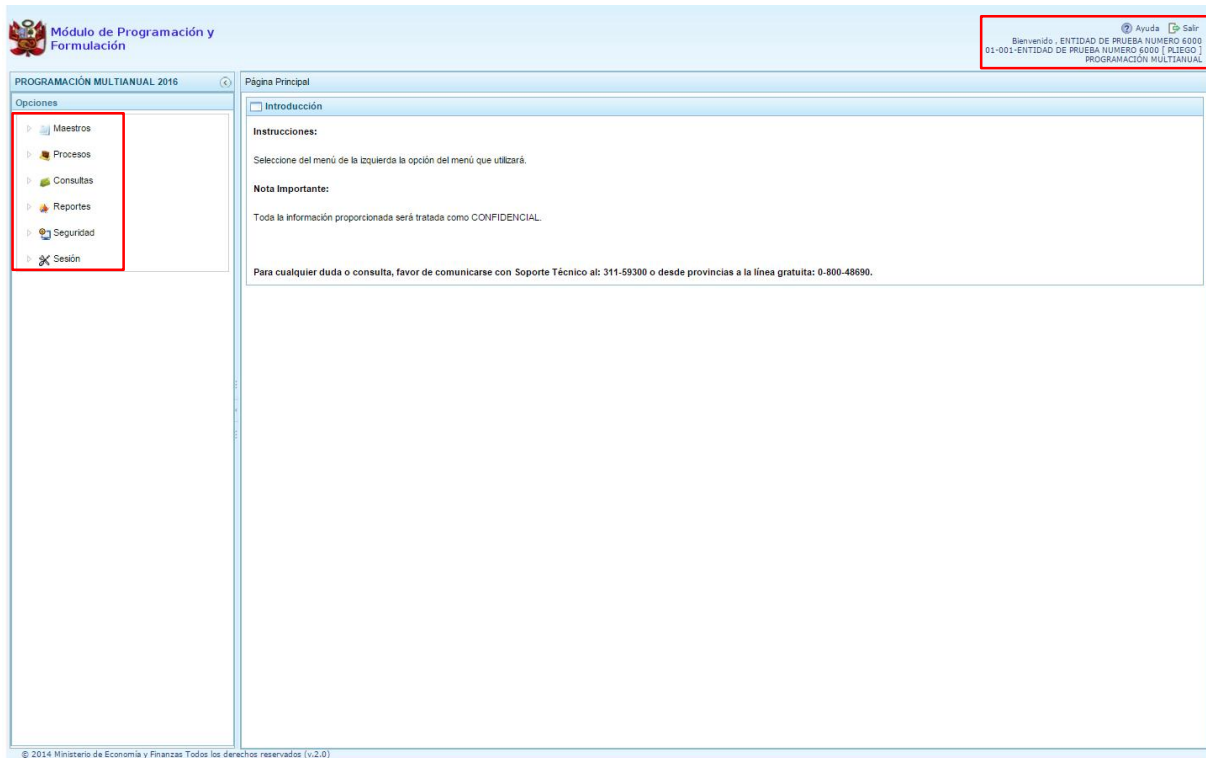 Módulo de Programación y
Formulación
Ayuda Salir
Bienvenido , ENTIDAD DE PRUEBA NUMERO 6000
01-001-ENTIDAD DE PRUEBA NUMERO 6000 [ PLIEGO ]
PROGRAMACIÓN MULTIANUAL
PROGRAMACIÓN MULTIANUAL 2016
Opciones
Maestros
Procesos
Consultas
Reportes
Seguridad
Sesión
Página Principal
Introducción
Instrucciones:
Seleccione del menú de la izquierda la opción del menú que utilizará.
Nota Importante:
Toda la información proporcionada será tratada como CONFIDENCIAL.
Para cualquier duda o consulta, favor de comunicarse con Soporte Técnico al: 311-59300 o desde provincias a la línea gratuita: 0-800-48690.
© 2014 Ministerio de Economía y Finanzas Todos los derechos reservados (v.2.0)